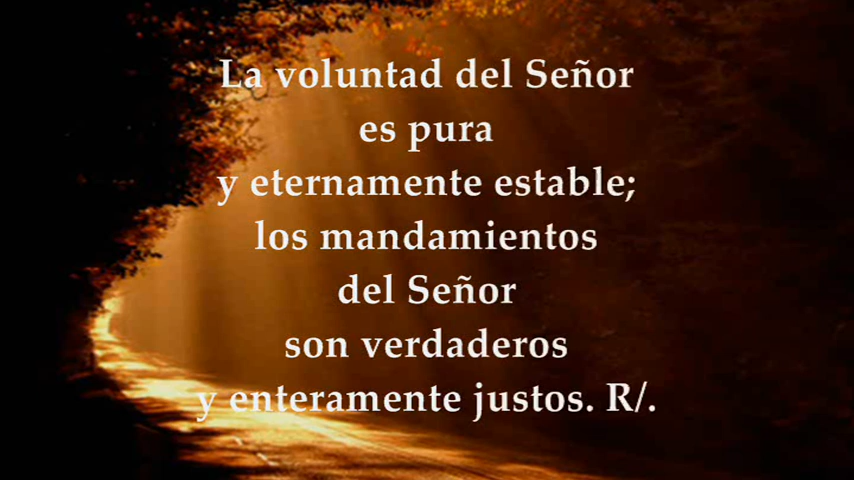 La voluntad del Señor
es pura
y eternamente estable;
los mandamientos
del Señor
son verdaderos
y enteramente justos. R/.